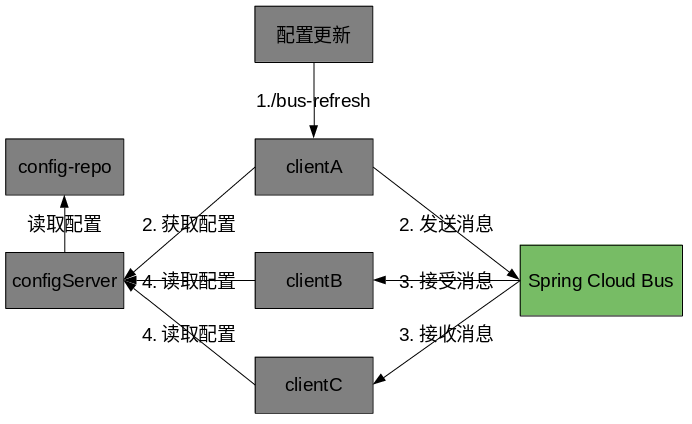 配置更新
1./bus-refresh
config-repo
clientA
读取配置
2. 获取配置
2. 发送消息
configServer
4. 读取配置
clientB
3. 接受消息
Spring Cloud Bus
4. 读取配置
3. 接收消息
clientC